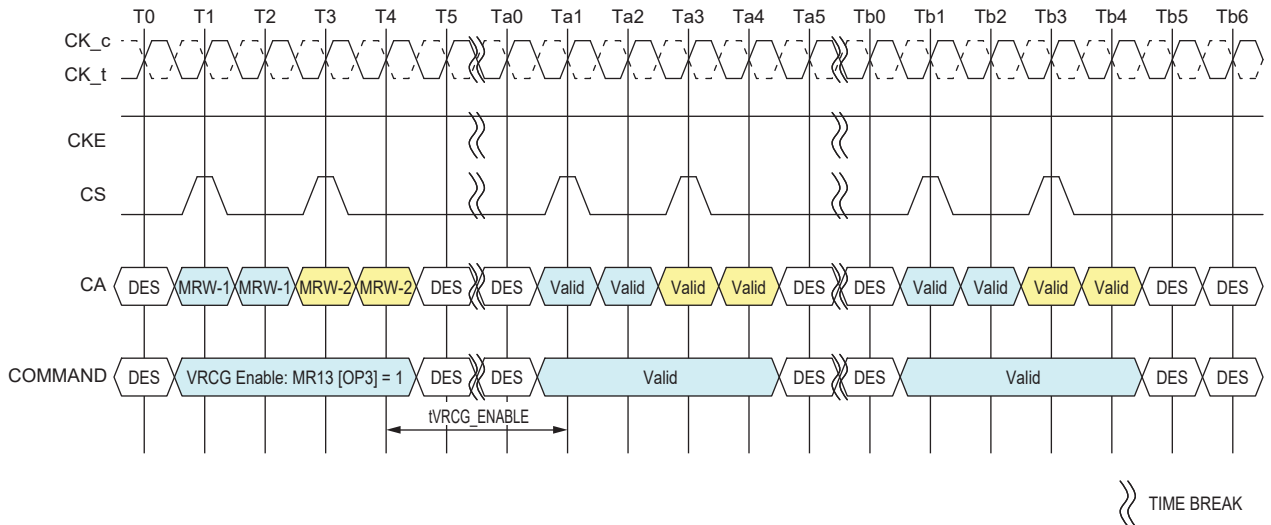 T0 T1 T2 T3 T4 T5 Ta0 Ta1 Ta2 Ta3 Ta4 Ta5 Tb0 Tb1 Tb2 Tb3 Tb4 Tb5 Tb6
CK_c
CK_t
CKE
CS
CA DES MRW-1 MRW-1 MRW-2 MRW-2 DES DES Valid Valid Valid Valid DES DES Valid Valid Valid Valid DES DES
COMMAND DES VRCG Enable: MR13 [OP3] = 1 DES DES Valid DES DES Valid DES DES
tVRCG_ENABLE
TIME BREAK